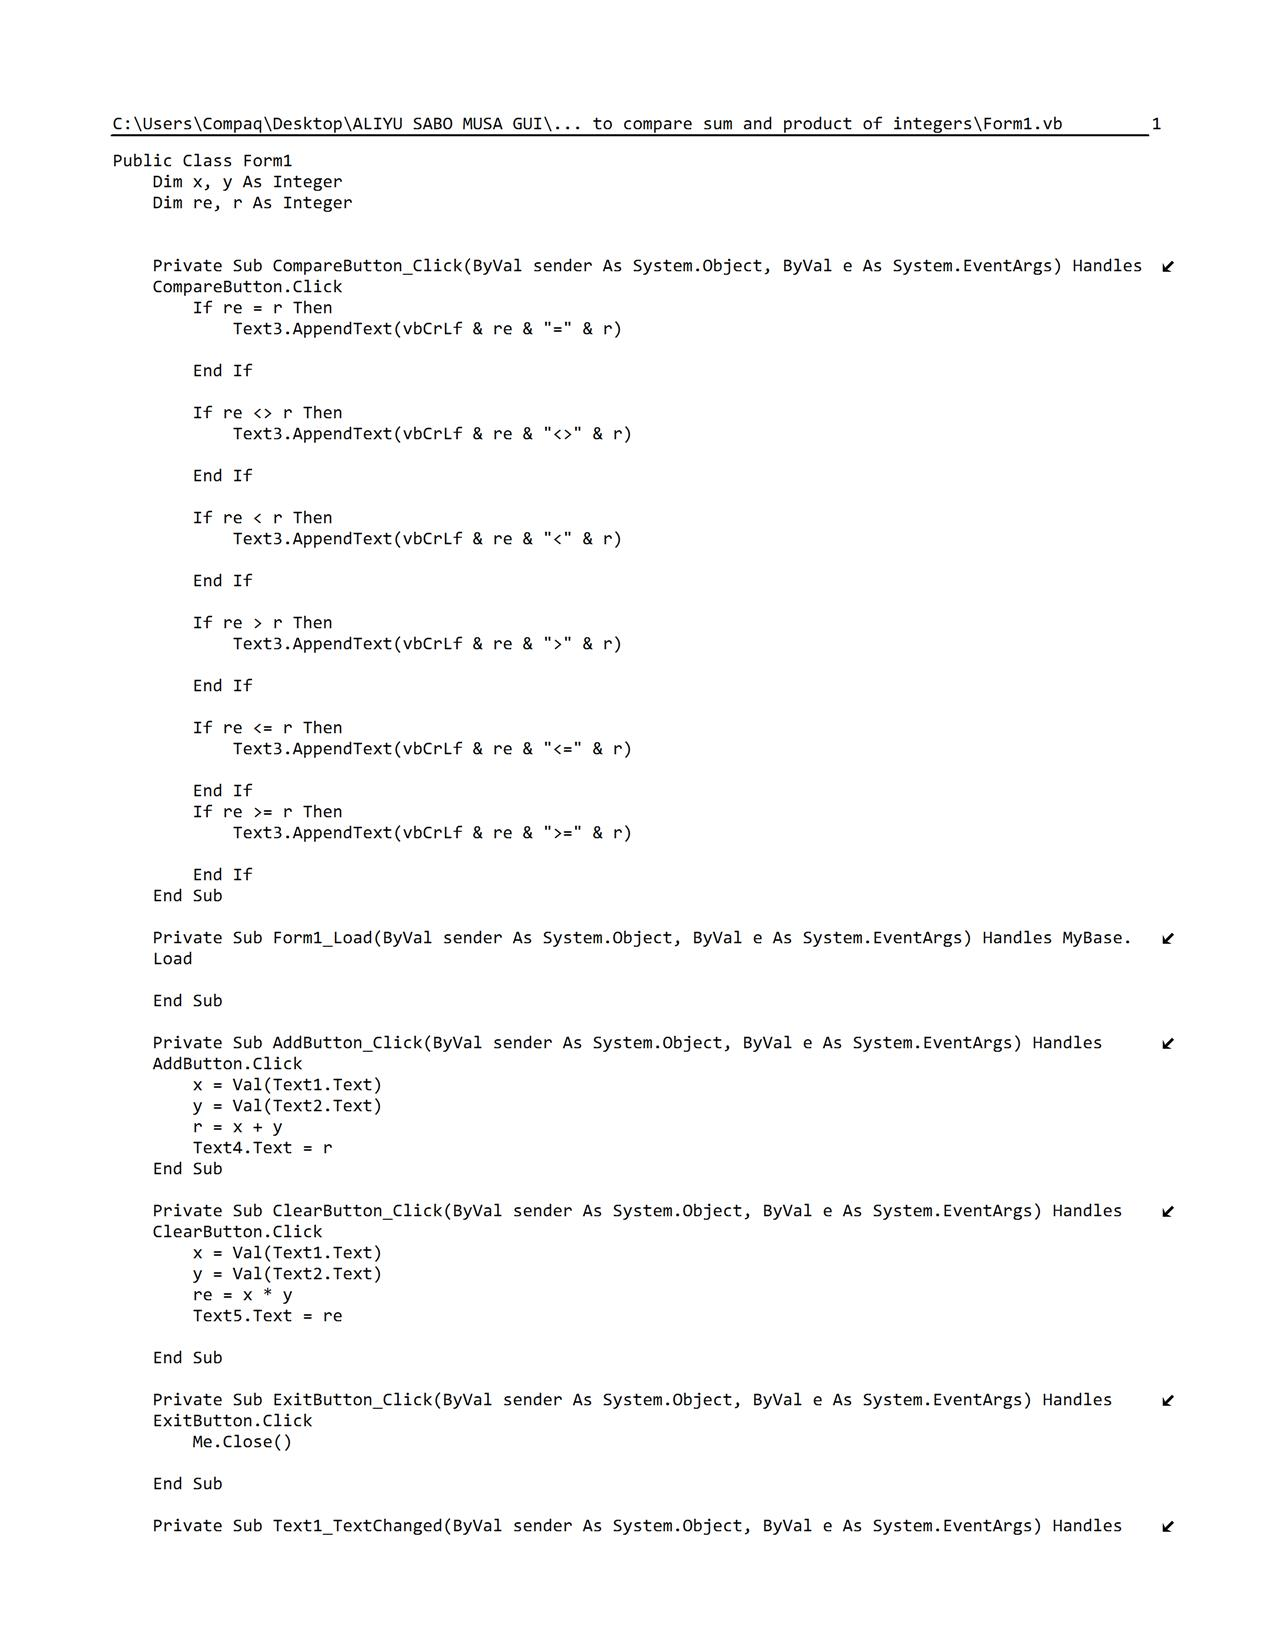 C:\Users\Compaq\Desktop\ALIYU SABO MUSA GUI\... to compare sum and product of integers\Form1.vb 1
Public Class Form1
    Dim x, y As Integer
    Dim re, r As Integer
    Private Sub CompareButton_Click(ByVal sender As System.Object, ByVal e As System.EventArgs) Handles ↙
    CompareButton.Click
        If re = r Then
            Text3.AppendText(vbCrLf & re & "=" & r)
        End If
        If re <> r Then
            Text3.AppendText(vbCrLf & re & "<>" & r)
        End If
        If re < r Then
            Text3.AppendText(vbCrLf & re & "<" & r)
        End If
        If re > r Then
            Text3.AppendText(vbCrLf & re & ">" & r)
        End If
        If re <= r Then
            Text3.AppendText(vbCrLf & re & "<=" & r)
        End If
        If re >= r Then
            Text3.AppendText(vbCrLf & re & ">=" & r)
        End If
    End Sub
    Private Sub Form1_Load(ByVal sender As System.Object, ByVal e As System.EventArgs) Handles MyBase. ↙
    Load
    End Sub
    Private Sub AddButton_Click(ByVal sender As System.Object, ByVal e As System.EventArgs) Handles ↙
    AddButton.Click
        x = Val(Text1.Text)
        y = Val(Text2.Text)
        r = x + y
        Text4.Text = r
    End Sub
    Private Sub ClearButton_Click(ByVal sender As System.Object, ByVal e As System.EventArgs) Handles ↙
    ClearButton.Click
        x = Val(Text1.Text)
        y = Val(Text2.Text)
        re = x * y
        Text5.Text = re
    End Sub
    Private Sub ExitButton_Click(ByVal sender As System.Object, ByVal e As System.EventArgs) Handles ↙
    ExitButton.Click
        Me.Close()
    End Sub
    Private Sub Text1_TextChanged(ByVal sender As System.Object, ByVal e As System.EventArgs) Handles ↙